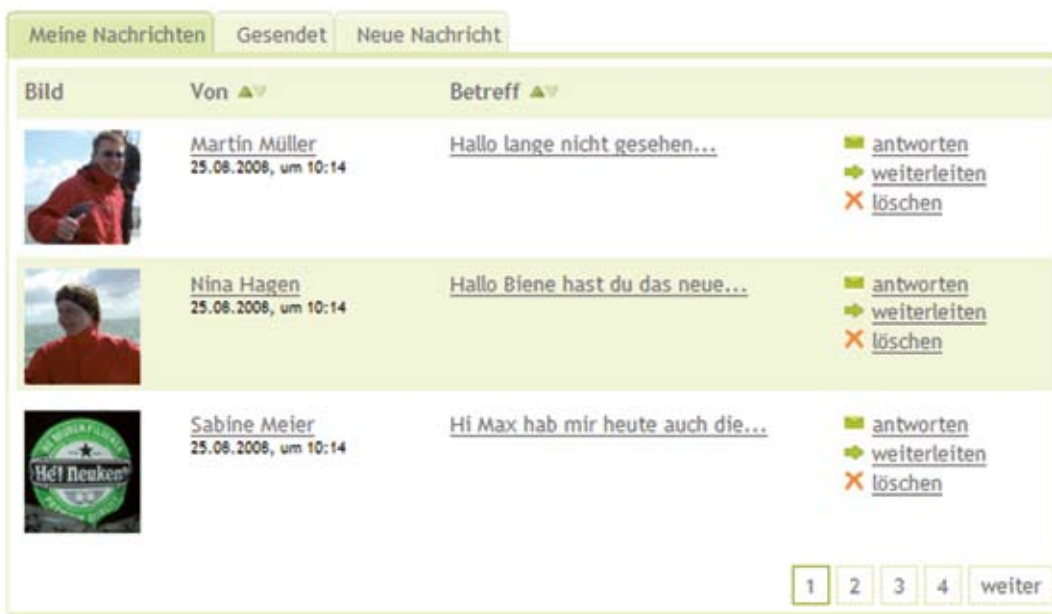 Meine Nachrichten Gesendet Neue Nachricht
Bild Von Betreff
Martin Müller Hallo lange nicht gesehen... antworten
25.08.2008, um 10:14 weiterleiten
löschen
Nina Hagen Hallo Biene hast du das neue... antworten
25.08.2008, um 10:14 weiterleiten
löschen
Sabine Meier Hi Max hab mir heute auch die... antworten
25.08.2008, um 10:14 weiterleiten
löschen
He! Neuken
1 2 3 4 weiter